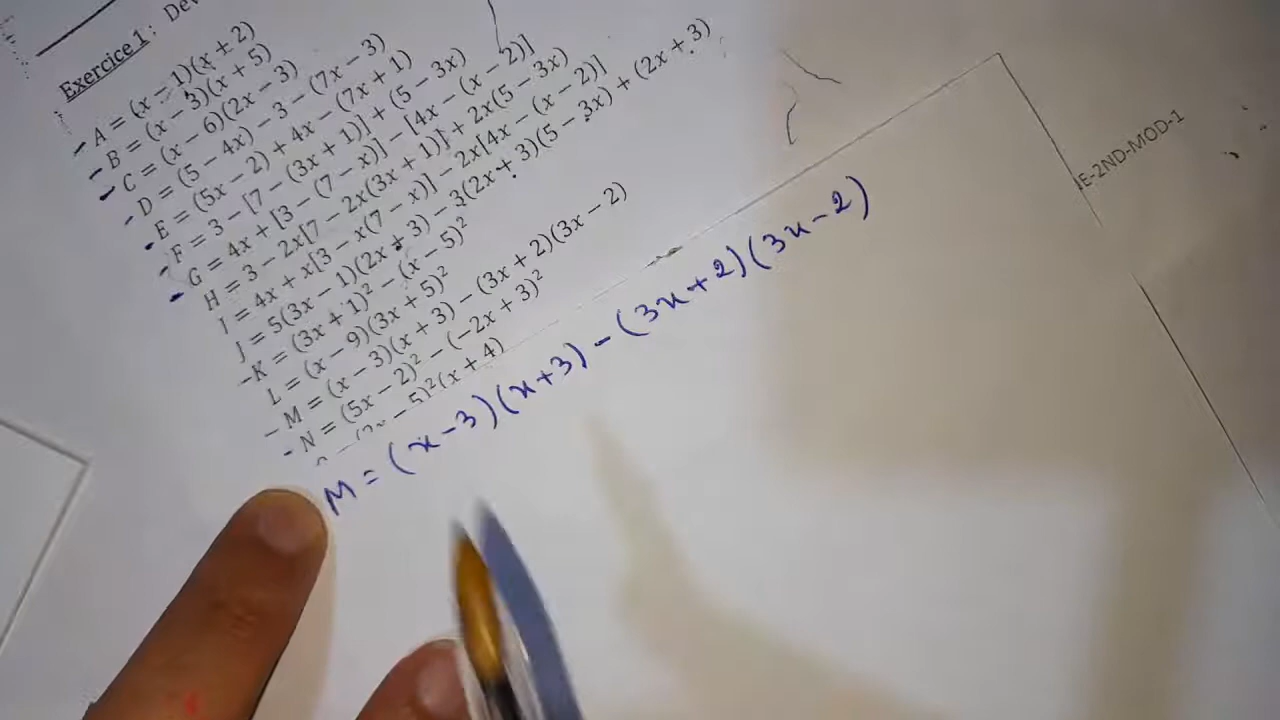 Exercice 1 : Dev
A = (x − 1)(x + 2)
B = (x − 3)(x + 5)
C = (x − 6)(2x − 3)
D = (5 − 4x) − 3 − (7x − 3)
E = (5x − 2) + 4x − (7x + 1)
F = 3 − [7 − (3x + 1)] + (5 − 3x)
G = 4x + [3 − (7 − x)] − [4x − (x − 2)]
H = 3 − 2x[7 − 2x(3x + 1)] + 2x(5 − 3x)
I = 4x + x[3 − x(7 − x)] − 2x[4x − (x − 2)]
J = 5(3x − 1)(2x + 3) − 3(2x + 3)(5 − 3x) + (2x + 3)
K = (3x + 1)² − (x − 5)²
L = (x − 9)(3x + 5)²
M = (x − 3)(x + 3) − (3x + 2)(3x − 2)
N = (5x − 2)² − (−2x + 3)²
− 5)²(x + 4)
M = (x−3)(x+3) − (3x+2)(3x−2)
E-2ND-MOD-1